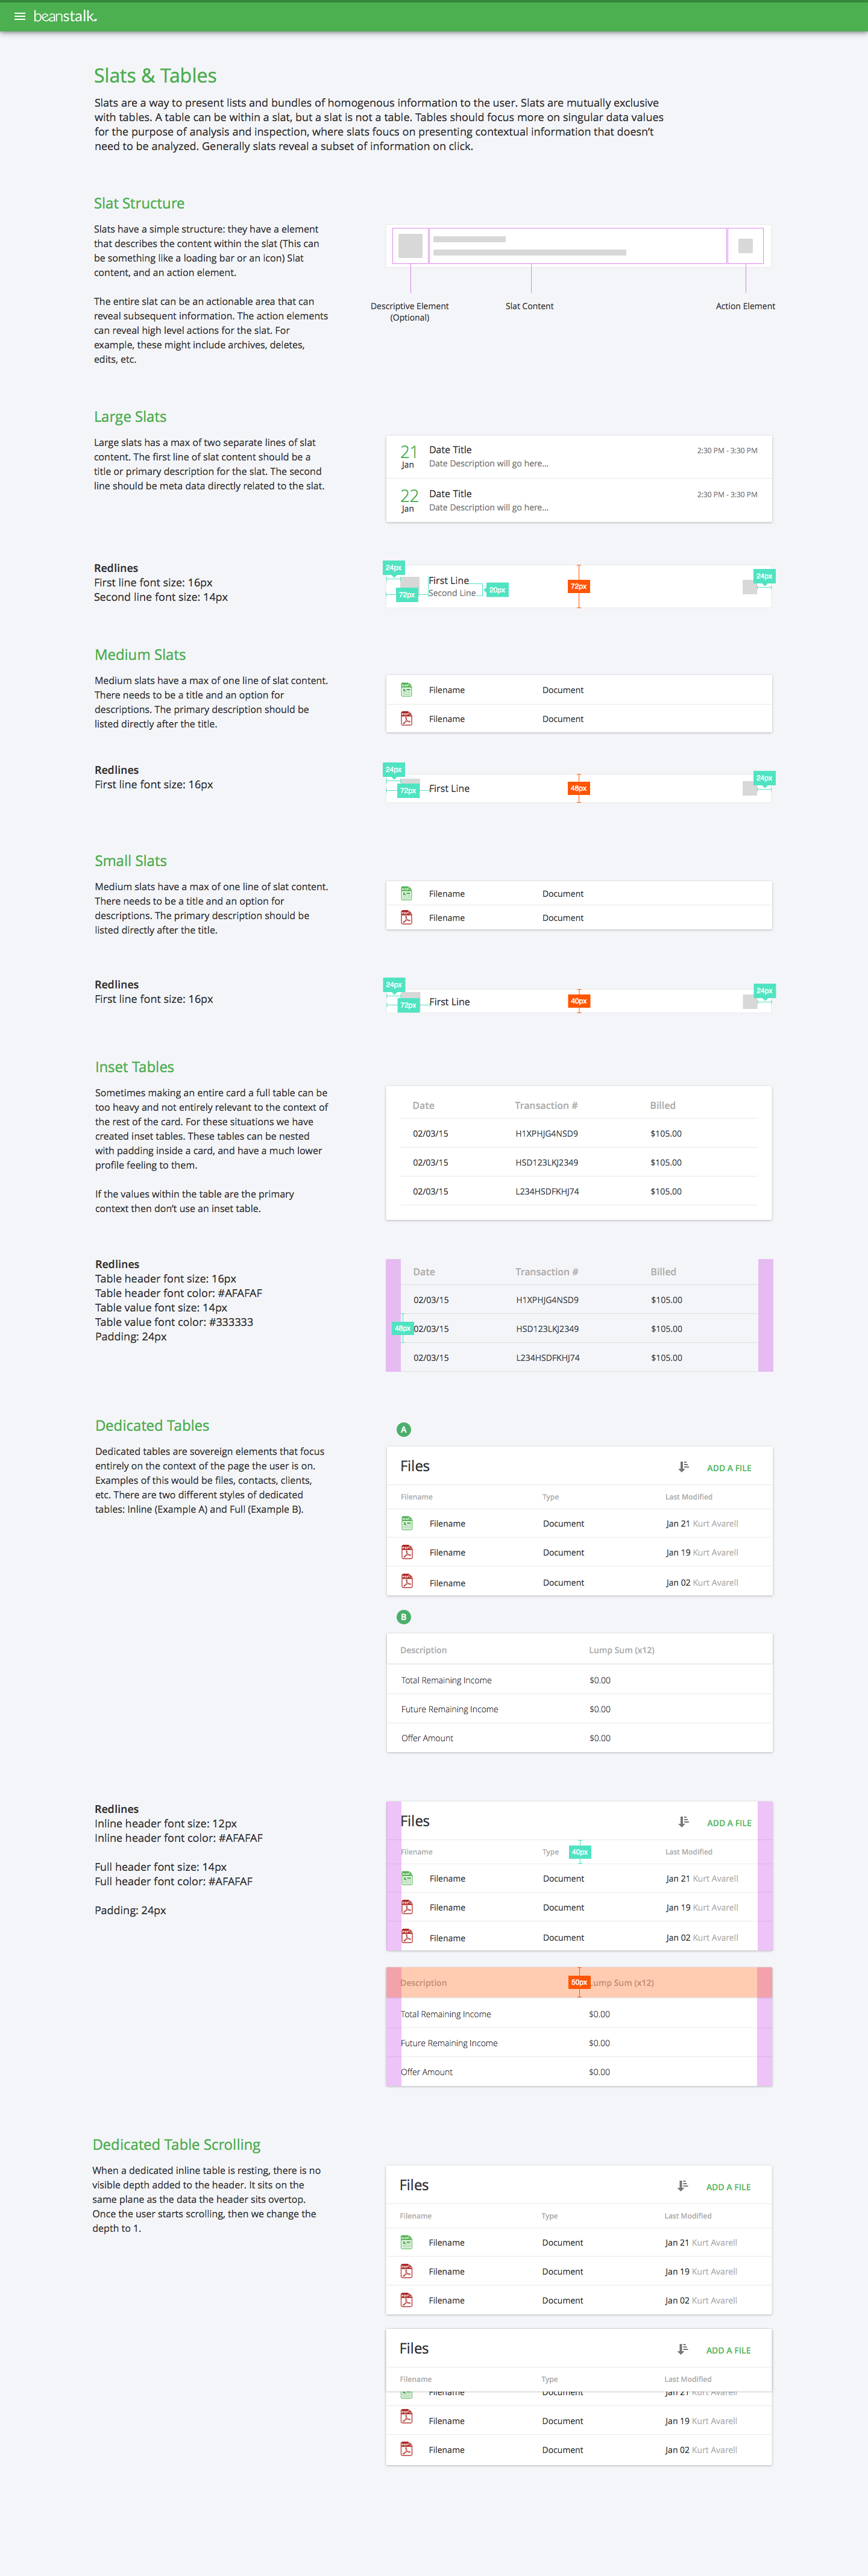 beanstalk.
Slats & Tables
Slats are a way to present lists and bundles of homogenous information to the user. Slats are mutually exclusive
with tables. A table can be within a slat, but a slat is not a table. Tables should focus more on singular data values
for the purpose of analysis and inspection, where slats foucs on presenting contextual information that doesn't
need to be analyzed. Generally slats reveal a subset of information on click.
Slat Structure
Slats have a simple structure: they have a element
that describes the content within the slat (This can
be something like a loading bar or an icon) Slat
content, and an action element.
The entire slat can be an actionable area that can
reveal subsequent information. The action elements
can reveal high level actions for the slat. For
example, these might include archives, deletes,
edits, etc.
Descriptive Element
(Optional)
Slat Content
Action Element
Large Slats
Large slats has a max of two separate lines of slat
content. The first line of slat content should be a
title or primary description for the slat. The second
line should be meta data directly related to the slat.
21 Date Title 2:30 PM - 3:30 PM
Jan Date Description will go here...
22 Date Title 2:30 PM - 3:30 PM
Jan Date Description will go here...
Redlines
First line font size: 16px
Second line font size: 14px
24px
First Line
72px
24px
72px
Second Line
20px
Medium Slats
Medium slats have a max of one line of slat content.
There needs to be a title and an option for
descriptions. The primary description should be
listed directly after the title.
Filename Document
Filename Document
Redlines
First line font size: 16px
24px
72px
First Line
48px
24px
Small Slats
Medium slats have a max of one line of slat content.
There needs to be a title and an option for
descriptions. The primary description should be
listed directly after the title.
Filename Document
Filename Document
Redlines
First line font size: 16px
24px
72px
First Line
40px
24px
Inset Tables
Sometimes making an entire card a full table can be
too heavy and not entirely relevant to the context of
the rest of the card. For these situations we have
created inset tables. These tables can be nested
with padding inside a card, and have a much lower
profile feeling to them.
If the values within the table are the primary
context then don't use an inset table.
Date Transaction # Billed
02/03/15 H1XPHJG4NSD9 $105.00
02/03/15 HSD123LKJ2349 $105.00
02/03/15 L234HSDFKHJ74 $105.00
Redlines
Table header font size: 16px
Table header font color: #AFAFAF
Table value font size: 14px
Table value font color: #333333
Padding: 24px
Date Transaction # Billed
02/03/15 H1XPHJG4NSD9 $105.00
48px 02/03/15 HSD123LKJ2349 $105.00
02/03/15 L234HSDFKHJ74 $105.00
Dedicated Tables
Dedicated tables are sovereign elements that focus
entirely on the context of the page the user is on.
Examples of this would be files, contacts, clients,
etc. There are two different styles of dedicated
tables: Inline (Example A) and Full (Example B).
A
Files ADD A FILE
Filename Type Last Modified
Filename Document Jan 21 Kurt Avarell
Filename Document Jan 19 Kurt Avarell
Filename Document Jan 02 Kurt Avarell
B
Description Lump Sum (x12)
Total Remaining Income $0.00
Future Remaining Income $0.00
Offer Amount $0.00
Redlines
Inline header font size: 12px
Inline header font color: #AFAFAF
Full header font size: 14px
Full header font color: #AFAFAF
Padding: 24px
Files ADD A FILE
Filename Type 40px Last Modified
Filename Document Jan 21 Kurt Avarell
Filename Document Jan 19 Kurt Avarell
Filename Document Jan 02 Kurt Avarell
Description 50px Lump Sum (x12)
Total Remaining Income $0.00
Future Remaining Income $0.00
Offer Amount $0.00
Dedicated Table Scrolling
When a dedicated inline table is resting, there is no
visible depth added to the header. It sits on the
same plane as the data the header sits overtop.
Once the user starts scrolling, then we change the
depth to 1.
Files ADD A FILE
Filename Type Last Modified
Filename Document Jan 21 Kurt Avarell
Filename Document Jan 19 Kurt Avarell
Filename Document Jan 02 Kurt Avarell
Files ADD A FILE
Filename Type Last Modified
Filename Document Jan 21 Kurt Avarell
Filename Document Jan 19 Kurt Avarell
Filename Document Jan 02 Kurt Avarell